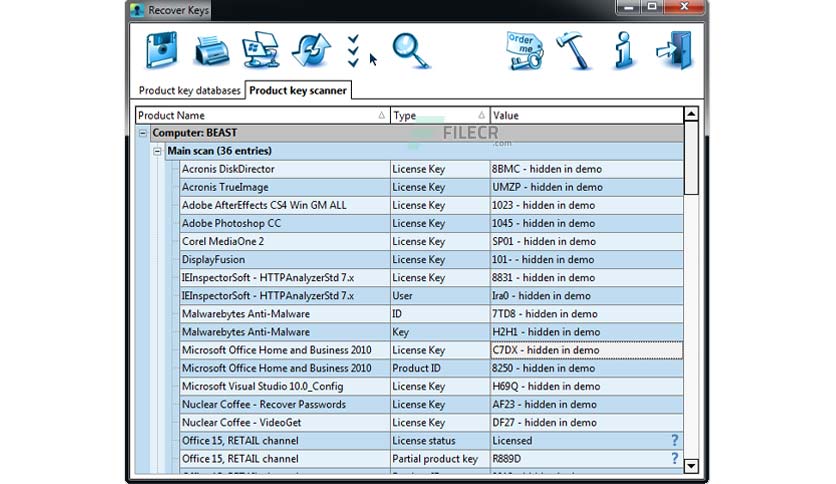 Recover Keys
Order me
Product key databases Product key scanner
Product Name Type Value
FILECR
.com
Computer: BEAST
Main scan (36 entries)
Acronis DiskDirector License Key 8BMC - hidden in demo
Acronis TrueImage License Key UMZP - hidden in demo
Adobe AfterEffects CS4 Win GM ALL License Key 1023 - hidden in demo
Adobe Photoshop CC License Key 1045 - hidden in demo
Corel MediaOne 2 License Key SP01 - hidden in demo
DisplayFusion License Key 101- - hidden in demo
IEInspectorSoft - HTTPAnalyzerStd 7.x License Key 8831 - hidden in demo
IEInspectorSoft - HTTPAnalyzerStd 7.x User Ira0 - hidden in demo
Malwarebytes Anti-Malware ID 7TD8 - hidden in demo
Malwarebytes Anti-Malware Key H2H1 - hidden in demo
Microsoft Office Home and Business 2010 License Key C7DX - hidden in demo
Microsoft Office Home and Business 2010 Product ID 8250 - hidden in demo
Microsoft Visual Studio 10.0_Config License Key H69Q - hidden in demo
Nuclear Coffee - Recover Passwords License Key AF23 - hidden in demo
Nuclear Coffee - VideoGet License Key DF27 - hidden in demo
Office 15, RETAIL channel License status Licensed ?
Office 15, RETAIL channel Partial product key R889D ?